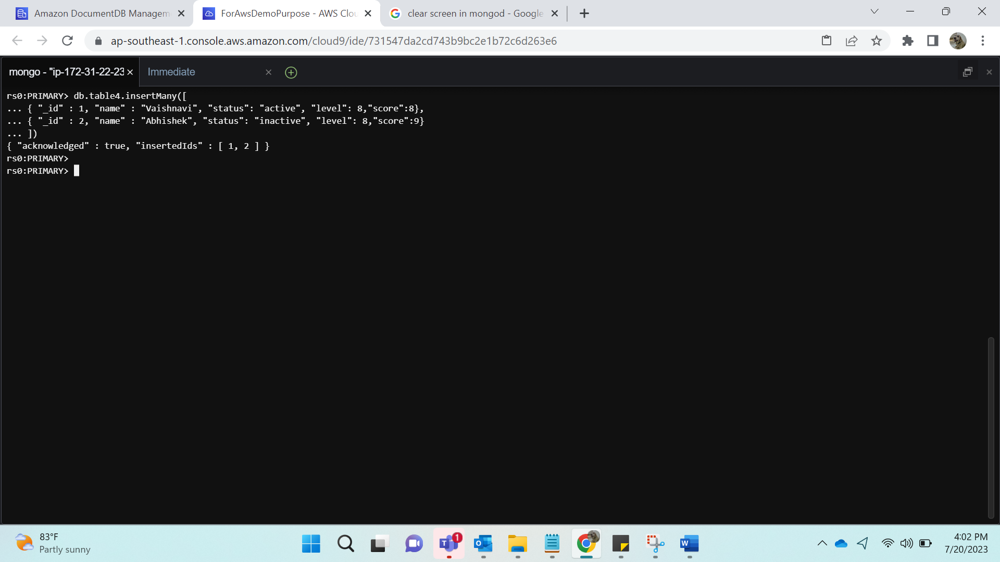 Amazon DocumentDB Managem
ForAwsDemoPurpose - AWS Clou
clear screen in mongod - Google
ap-southeast-1.console.aws.amazon.com/cloud9/ide/731547da2cd743b9bc2e1b72c6d263e6
mongo - "ip-172-31-22-23
Immediate
rs0:PRIMARY> db.table4.insertMany([
... { "_id" : 1, "name" : "Vaishnavi", "status": "active", "level": 8,"score":8},
... { "_id" : 2, "name" : "Abhishek", "status": "inactive", "level": 8,"score":9}
... ])
{ "acknowledged" : true, "insertedIds" : [ 1, 2 ] }
rs0:PRIMARY>
rs0:PRIMARY>
83°F
Partly sunny
1
4:02 PM
7/20/2023